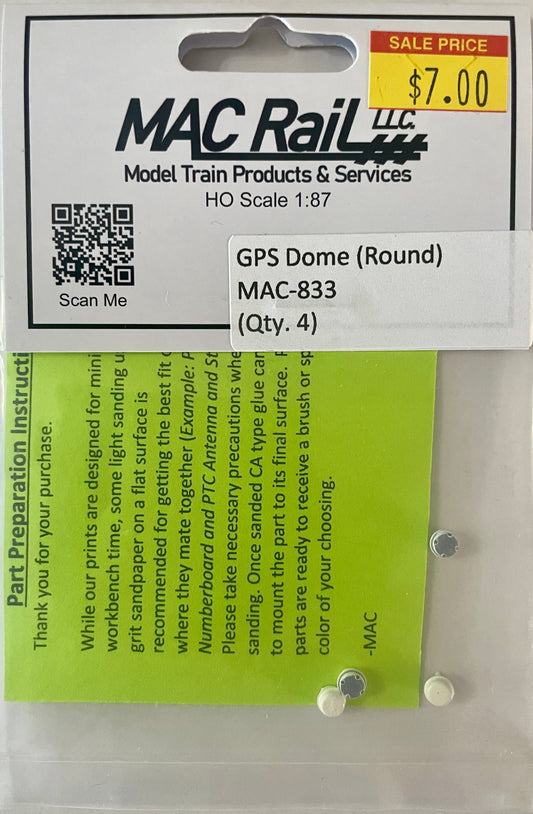 SALE PRICE
$7.00
MAC Rail LLC.
Model Train Products & Services
HO Scale 1:87
Scan Me
GPS Dome (Round)
MAC-833
(Qty. 4)
Part Preparation
Thank you for your purchase.
While our prints are designed for
workbench time, some light sanding
grit sandpaper on a flat surface is
recommended for getting the best fit
where they mate together (Example:
Numberboard and PTC Antenna and
Please take necessary precautions
sanding. Once sanded CA type glue can
to mount the part to its final surface.
parts are ready to receive a brush or
color of your choosing.
-MAC